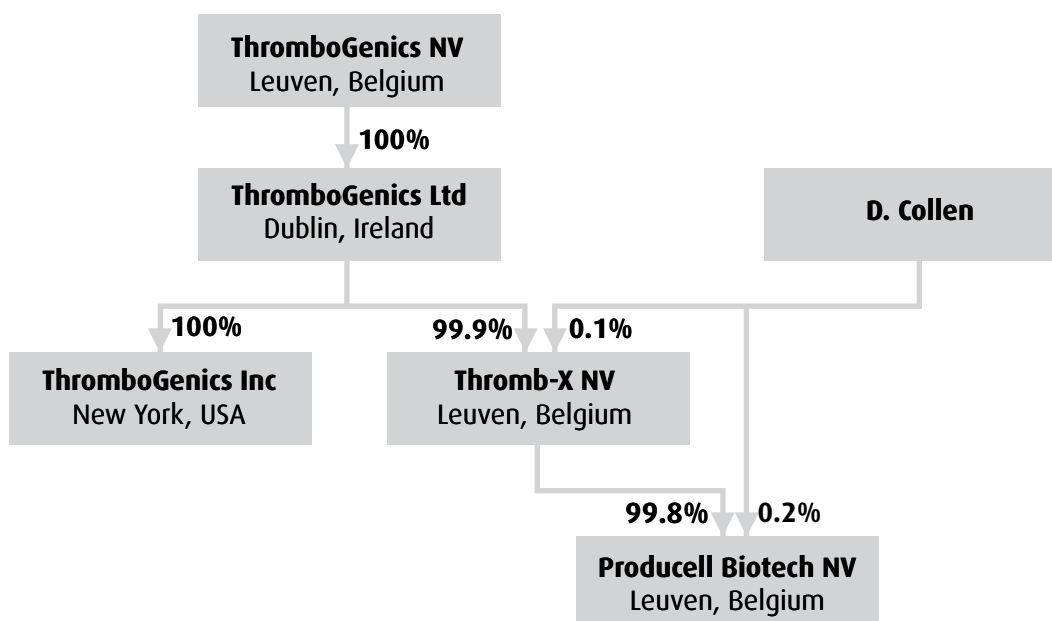 ThromboGenics NV
Leuven, Belgium
100%
ThromboGenics Ltd
Dublin, Ireland
D. Collen
100%
99.9%
0.1%
ThromboGenics Inc
New York, USA
Thromb-X NV
Leuven, Belgium
99.8%
0.2%
Producell Biotech NV
Leuven, Belgium